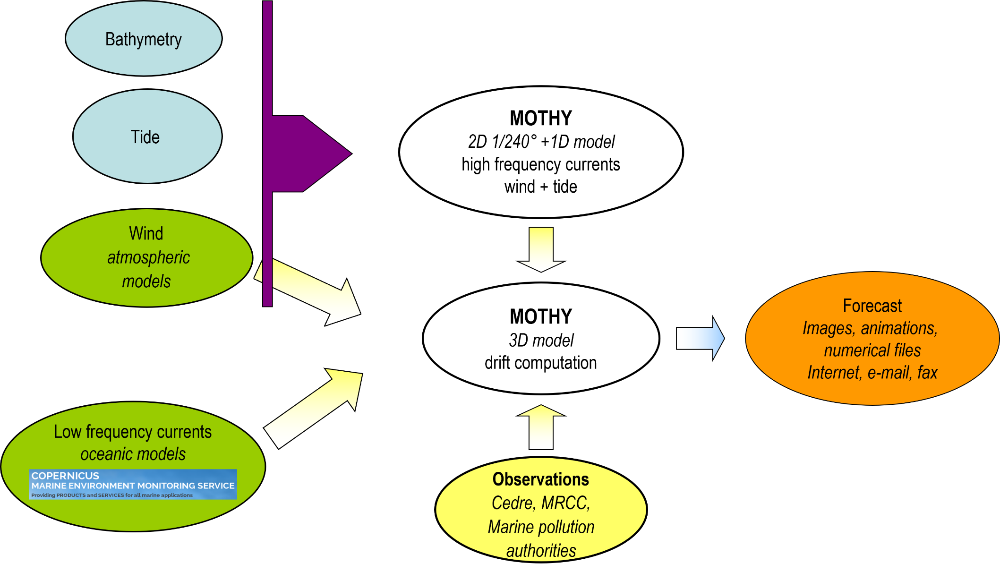 Bathymetry
Tide
Wind
atmospheric
models
Low frequency currents
oceanic models
COPERNICUS
MARINE ENVIRONMENT MONITORING SERVICE
Providing PRODUCTS and SERVICES for all marine applications
MOTHY
2D 1/240° +1D model
high frequency currents
wind + tide
MOTHY
3D model
drift computation
Observations
Cedre, MRCC,
Marine pollution
authorities
Forecast
Images, animations,
numerical files
Internet, e-mail, fax